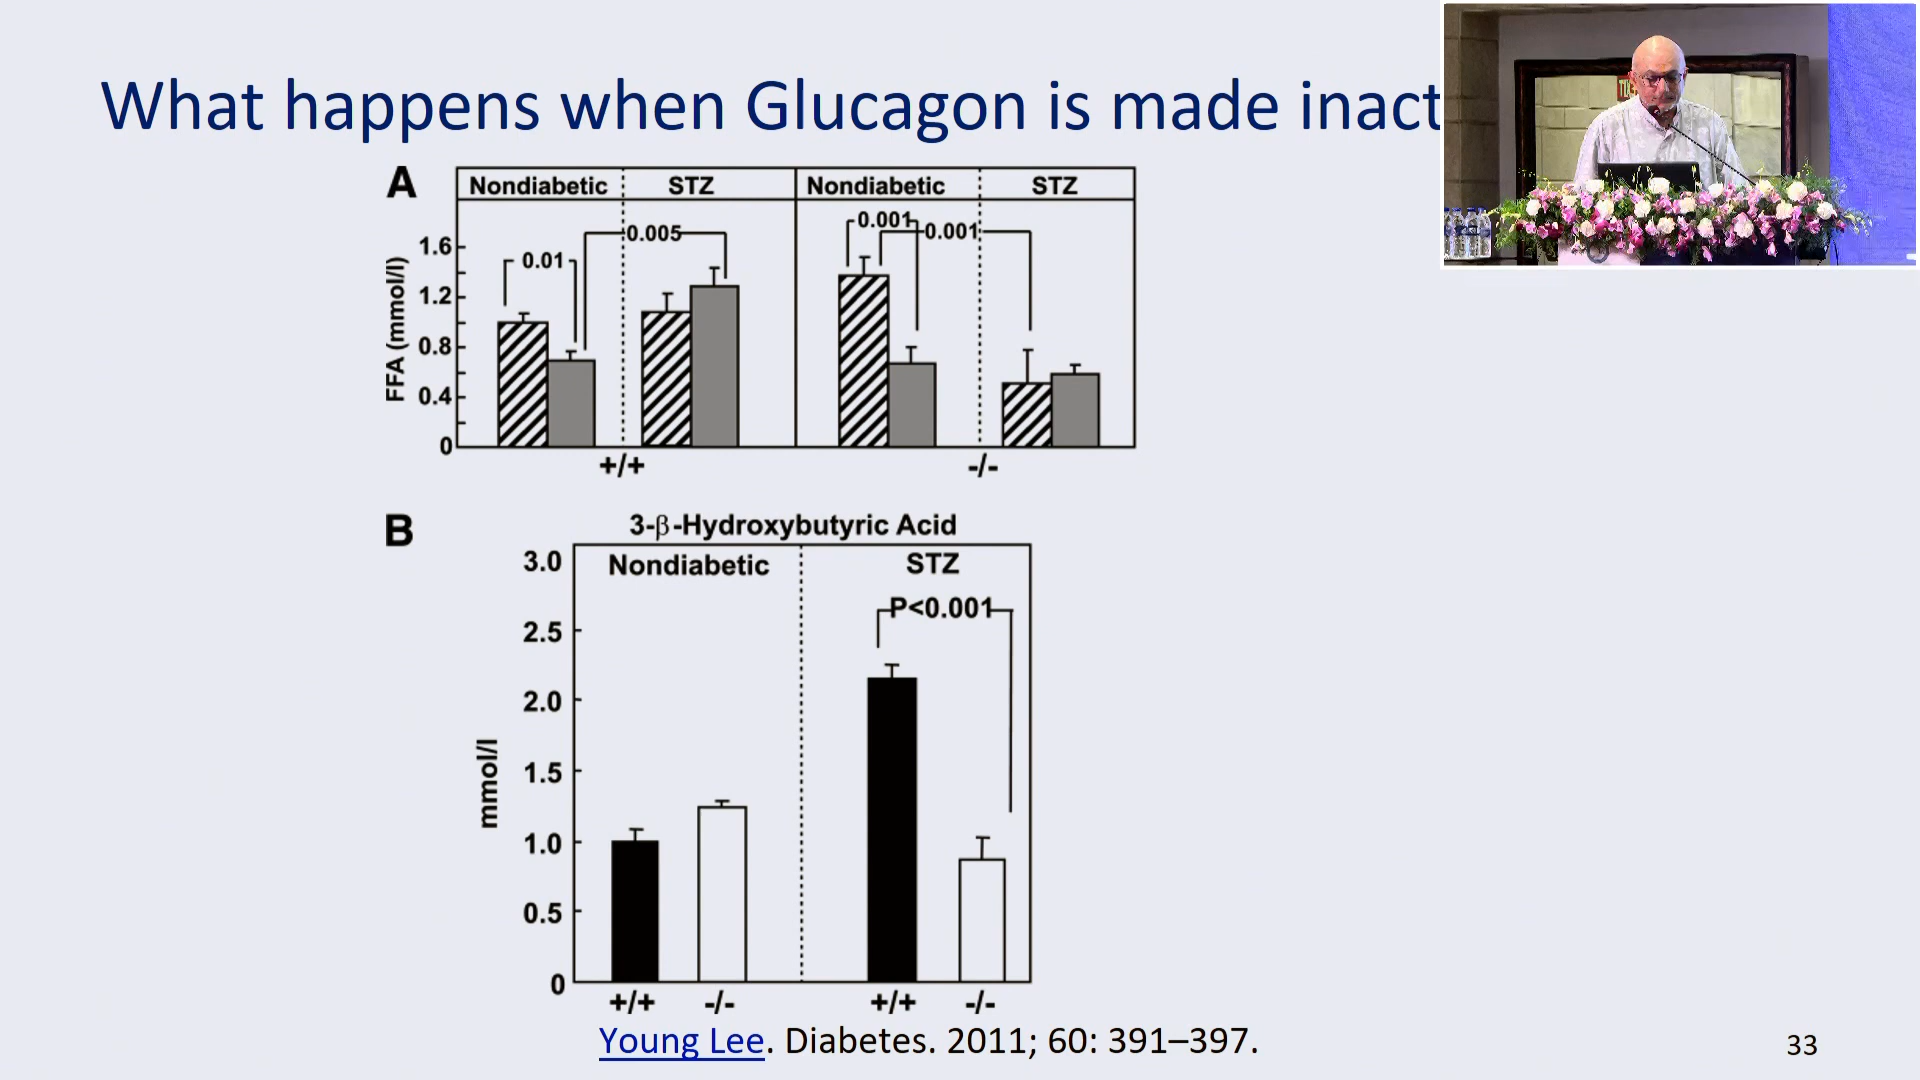 What happens when Glucagon is made inact
A
Nondiabetic STZ Nondiabetic STZ
0.01 0.005 0.001 0.001
FFA (mmol/l)
1.6
1.2
0.8
0.4
0
+/+ -/-
B
3-β-Hydroxybutyric Acid
Nondiabetic STZ
P<0.001
mmol/l
3.0
2.5
2.0
1.5
1.0
0.5
0
+/+ -/- +/+ -/-
Young Lee. Diabetes. 2011; 60: 391–397.
33